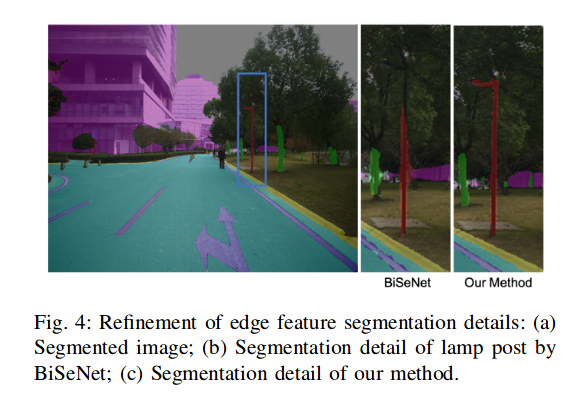 BiSeNet
Our Method
Fig. 4: Refinement of edge feature segmentation details: (a)
Segmented image; (b) Segmentation detail of lamp post by
BiSeNet; (c) Segmentation detail of our method.